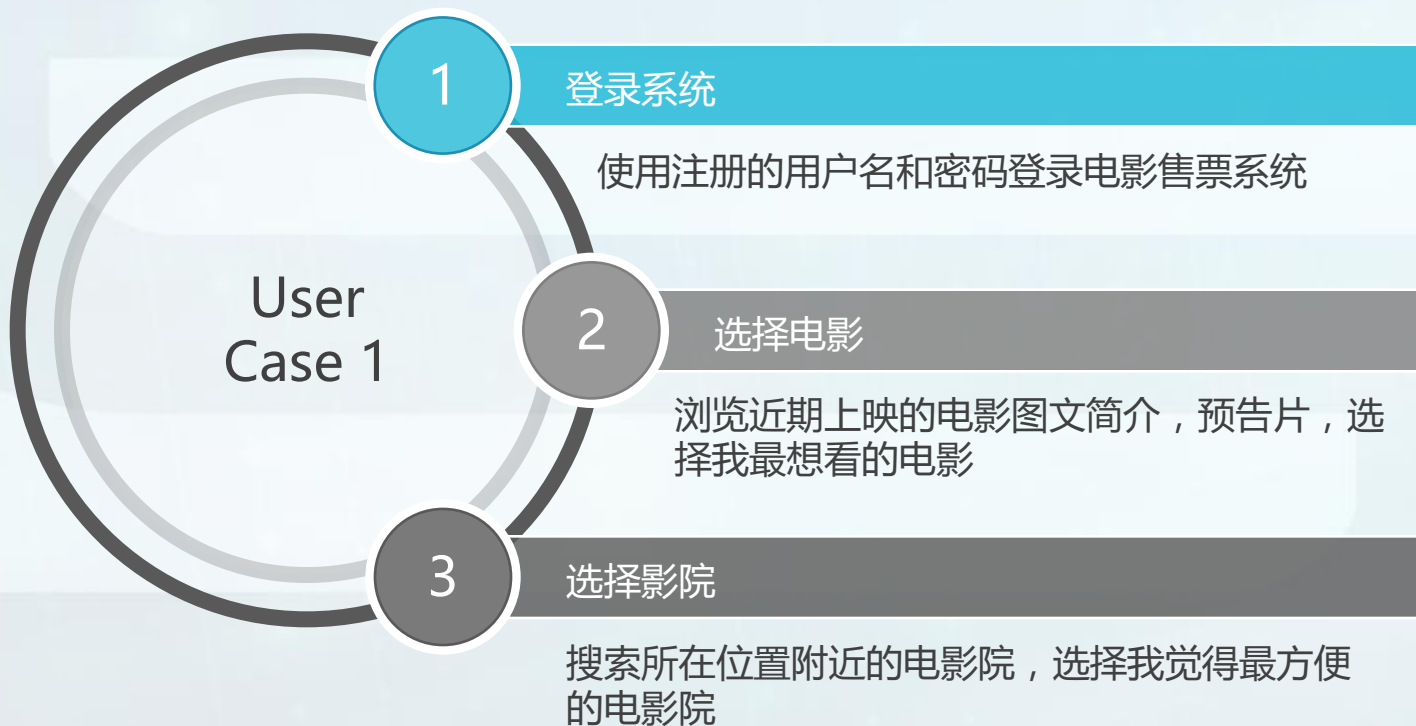 User
Case 1
1
登录系统
使用注册的用户名和密码登录电影售票系统
2
选择电影
浏览近期上映的电影图文简介，预告片，选
择我最想看的电影
3
选择影院
搜索所在位置附近的电影院，选择我觉得最方便
的电影院